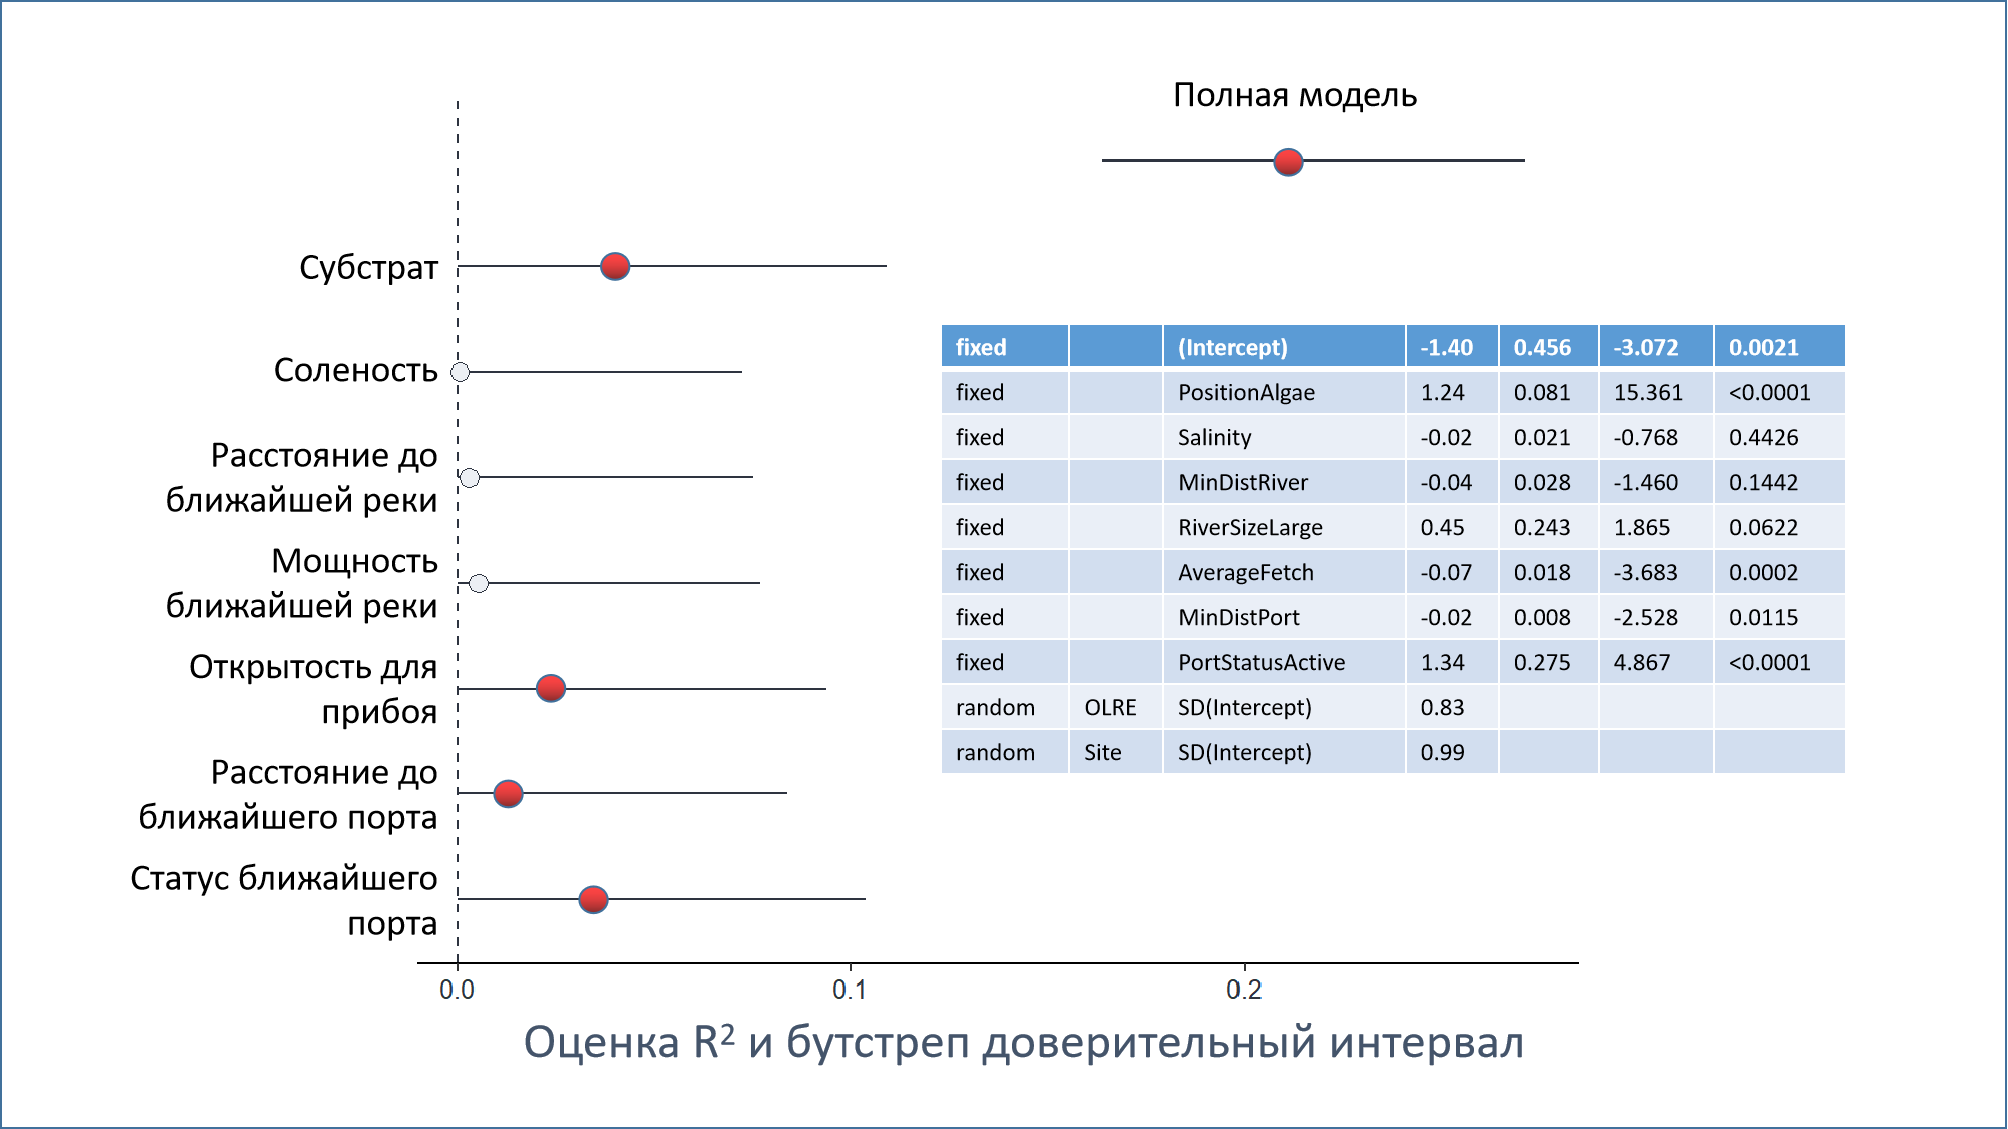 Полная модель
Субстрат
Соленость
Расстояние до
ближайшей реки
Мощность
ближайшей реки
Открытость для
прибоя
Расстояние до
ближайшего порта
Статус ближайшего
порта
fixed (Intercept) -1.40 0.456 -3.072 0.0021
fixed PositionAlgae 1.24 0.081 15.361 <0.0001
fixed Salinity -0.02 0.021 -0.768 0.4426
fixed MinDistRiver -0.04 0.028 -1.460 0.1442
fixed RiverSizeLarge 0.45 0.243 1.865 0.0622
fixed AverageFetch -0.07 0.018 -3.683 0.0002
fixed MinDistPort -0.02 0.008 -2.528 0.0115
fixed PortStatusActive 1.34 0.275 4.867 <0.0001
random OLRE SD(Intercept) 0.83
random Site SD(Intercept) 0.99
0.0 0.1 0.2
Оценка R² и бутстреп доверительный интервал